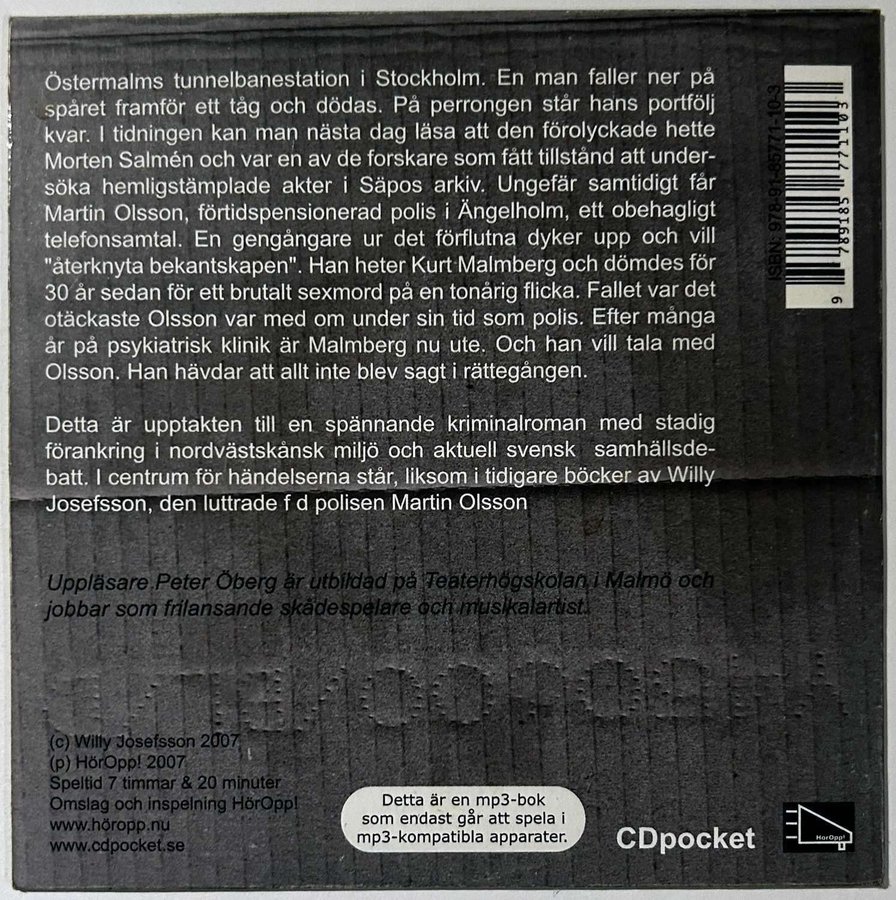 Östermalms tunnelbanestation i Stockholm. En man faller ner på
spåret framför ett tåg och dödas. På perrongen står hans portfölj
kvar. I tidningen kan man nästa dag läsa att den förolyckade hette
Morten Salmén och var en av de forskare som fått tillstånd att under-
söka hemligstämplade akter i Säpos arkiv. Ungefär samtidigt får
Martin Olsson, förtidspensionerad polis i Ängelholm, ett obehagligt
telefonsamtal. En gengångare ur det förflutna dyker upp och vill
"återknyta bekantskapen". Han heter Kurt Malmberg och dömdes för
30 år sedan för ett brutalt sexmord på en tonårig flicka. Fallet var det
otäckaste Olsson var med om under sin tid som polis. Efter många
år på psykiatrisk klinik är Malmberg nu ute. Och han vill tala med
Olsson. Han hävdar att allt inte blev sagt i rättegången.
Detta är upptakten till en spännande kriminalroman med stadig
förankring i nordvästskånsk miljö och aktuell svensk samhällsde-
batt. I centrum för händelserna står, liksom i tidigare böcker av Willy
Josefsson, den luttrade f d polisen Martin Olsson
Uppläsare Peter Öberg är utbildad på Teaterhögskolan i Malmö och
jobbar som frilansande skådespelare och musikalartist.
(c) Willy Josefsson 2007
(p) HörOpp! 2007
Speltid 7 timmar & 20 minuter
Omslag och inspelning HörOpp!
www.höropp.nu
www.cdpocket.se
Detta är en mp3-bok
som endast går att spela i
mp3-kompatibla apparater.
CDpocket
HörOpp!
ISBN: 978-91-85771-10-3
9 789185 771103